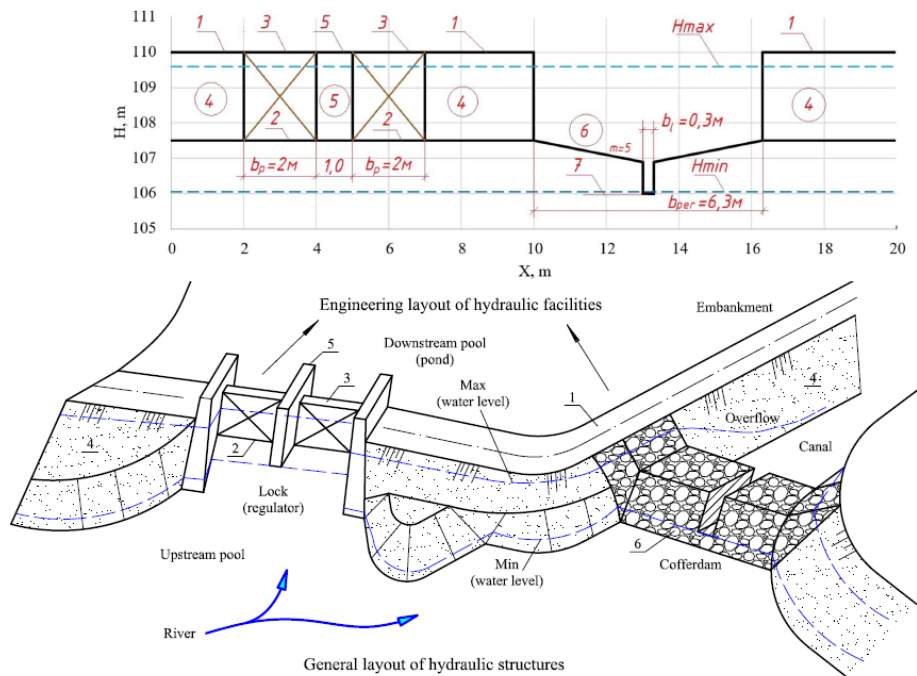 111
110
109
108
107
106
105
H, m
1
3
5
3
1
Hmax
1
4
5
4
6
bi=0,3м
4
2
2
m=5
7
Hmin
bp=2м
1,0
bp=2м
bper=6,3м
0
2
4
6
8
10
12
14
16
18
20
X, m
Engineering layout of hydraulic facilities
Embankment
5
Downstream pool
(pond)
3
Max
(water level)
1
4
Overflow
4
Canal
2
Lock
(regulator)
6
Cofferdam
Upstream pool
Min
(water level)
River
General layout of hydraulic structures